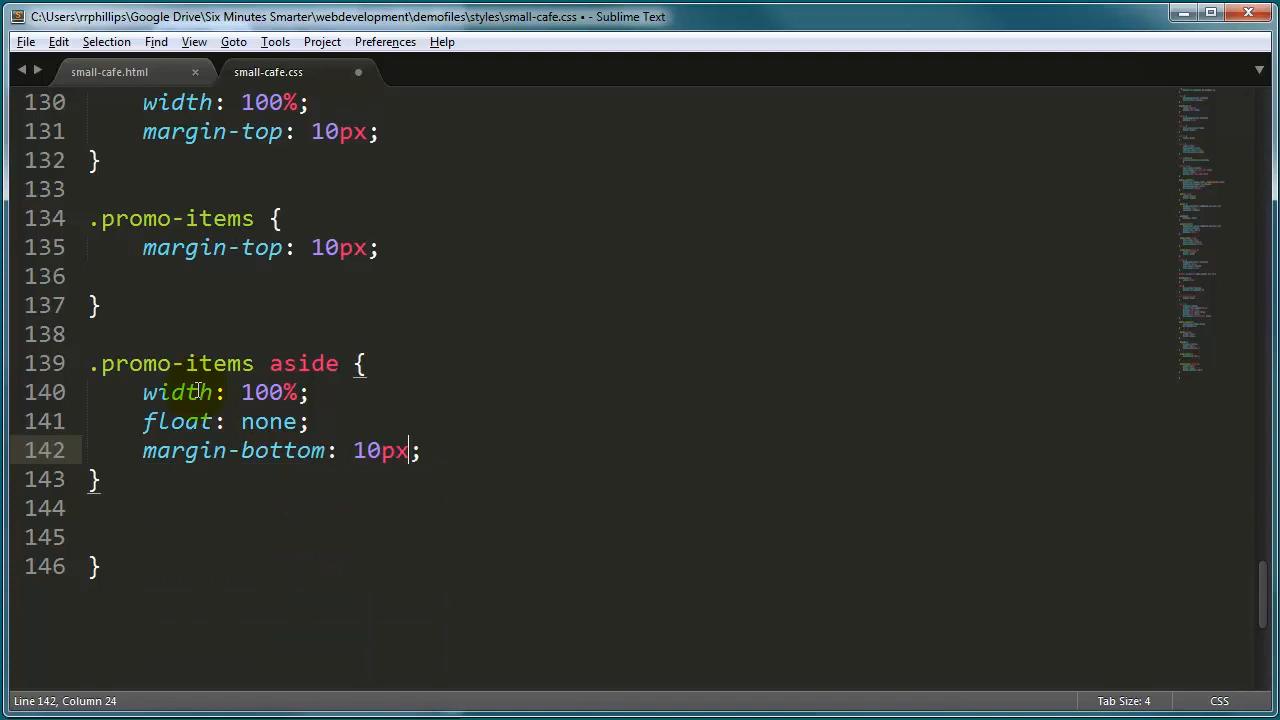 C:\Users\rrphillips\Google Drive\Six Minutes Smarter\webdevelopment\demofiles\styles\small-cafe.css • - Sublime Text
File Edit Selection Find View Goto Tools Project Preferences Help
small-cafe.html × small-cafe.css
130 width: 100%;
131 margin-top: 10px;
132 }
133
134 .promo-items {
135 margin-top: 10px;
136
137 }
138
139 .promo-items aside {
140 width: 100%;
141 float: none;
142 margin-bottom: 10px;
143 }
144
145
146 }
Line 142, Column 24 Tab Size: 4 CSS